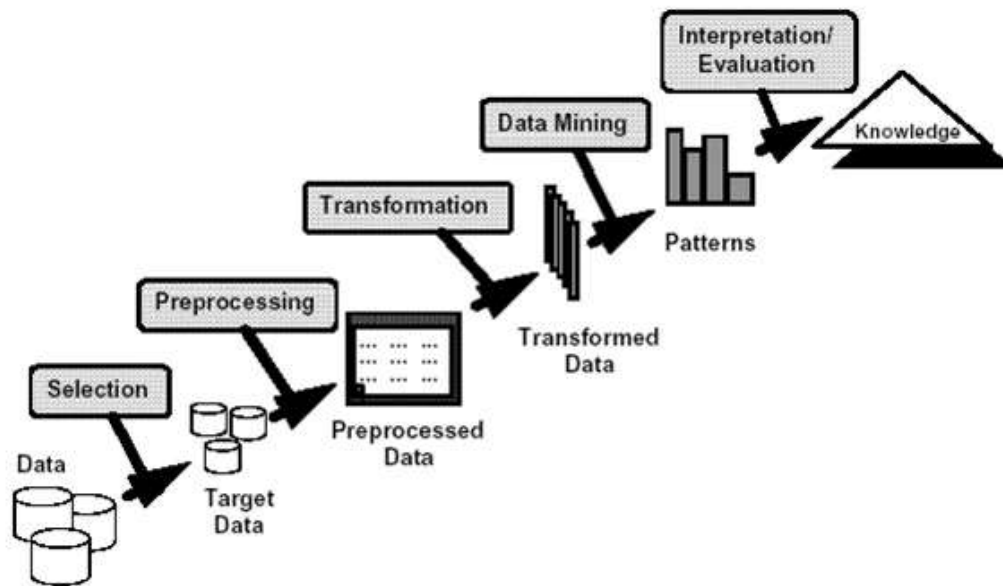 Interpretation/
Evaluation
Knowledge
Data Mining
Patterns
Transformation
Transformed
Data
Preprocessing
Preprocessed
Data
Selection
Target
Data
Data